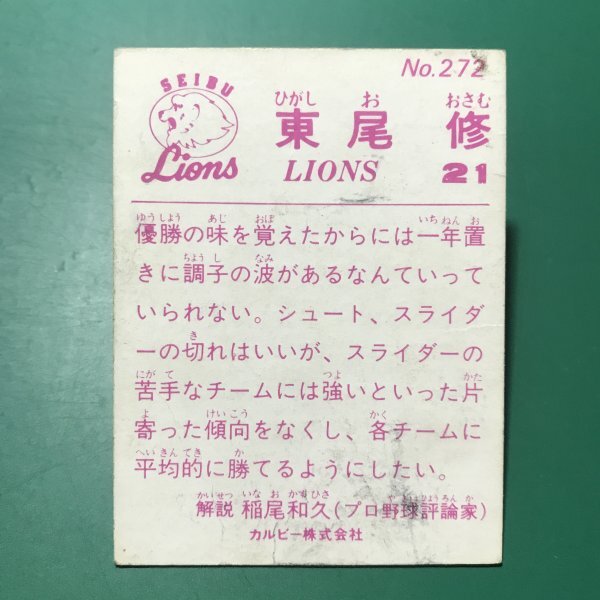 No.272
SEIBU
Lions
ひがし お おさむ
東尾 修
LIONS 21
ゆうしょう あじ おぼ いちねん お
優勝の味を覚えたからには一年置
ちょうし なみ
きに調子の波があるなんていって
いられない。シュート、スライダ
き
ーの切れはいいが、スライダーの
にがて つよ かた
苦手なチームには強いといった片
よ けいこう かく
寄った傾向をなくし、各チームに
へいきんてき か
平均的に勝てるようにしたい。
かいせつ いなお かずひさ やきゅうひょうろんか
解説 稲尾和久(プロ野球評論家)
カルビー株式会社